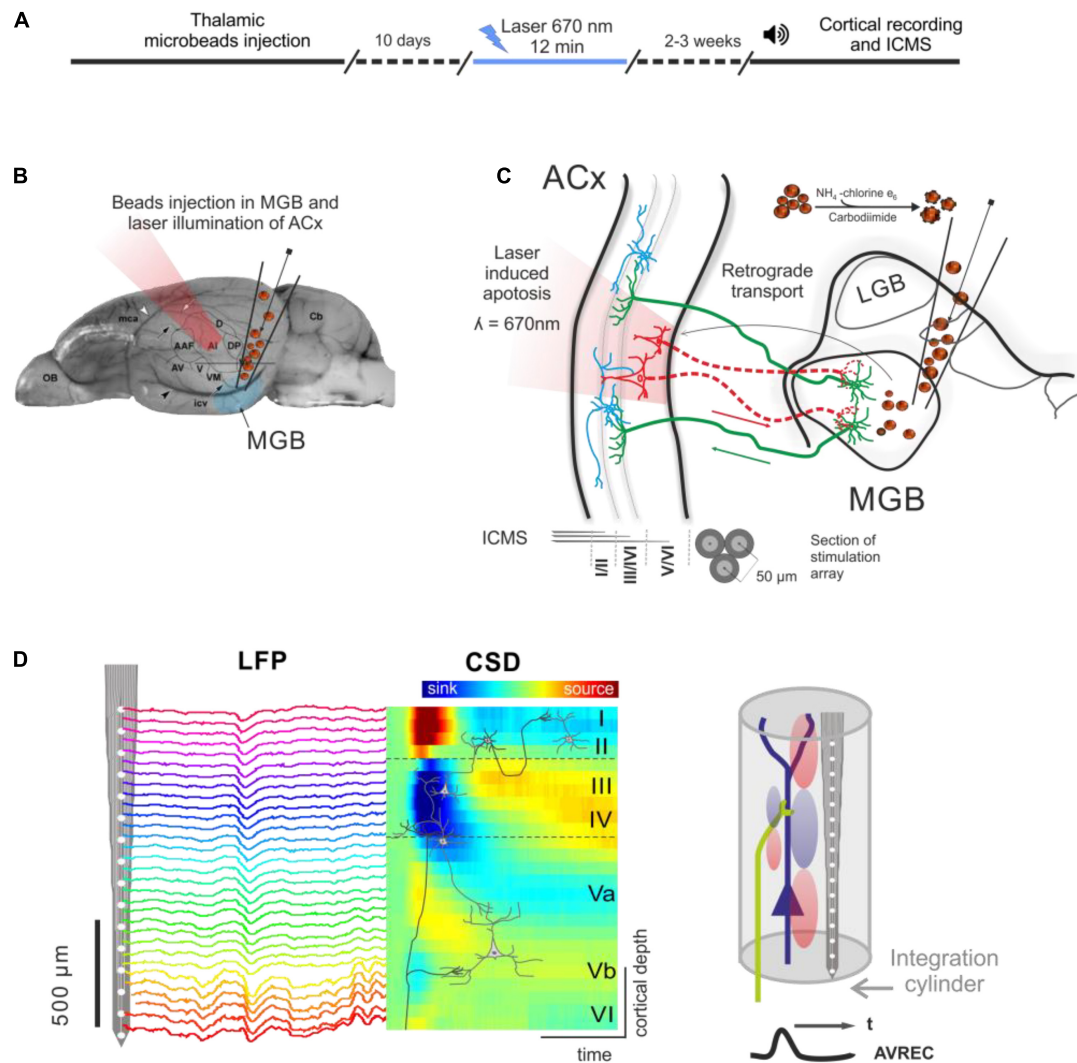 A
Thalamic
microbeads injection
10 days
Laser 670 nm
12 min
2-3 weeks
Cortical recording
and ICMS
B
Beads injection in MGB and
laser illumination of ACx
mca
D
Cb
AAF
AI
DP
AV
V
VM
OB
icv
MGB
C
ACx
NH₄ -chlorine e₆
Carbodiimide
Laser
induced
apotosis
ʎ = 670nm
Retrograde
transport
LGB
MGB
ICMS
I/II
III/IVI
V/VI
50 µm
Section of
stimulation
array
D
LFP
CSD
sink
source
I
II
III
IV
Va
Vb
VI
500 µm
cortical depth
time
Integration
cylinder
t
AVREC